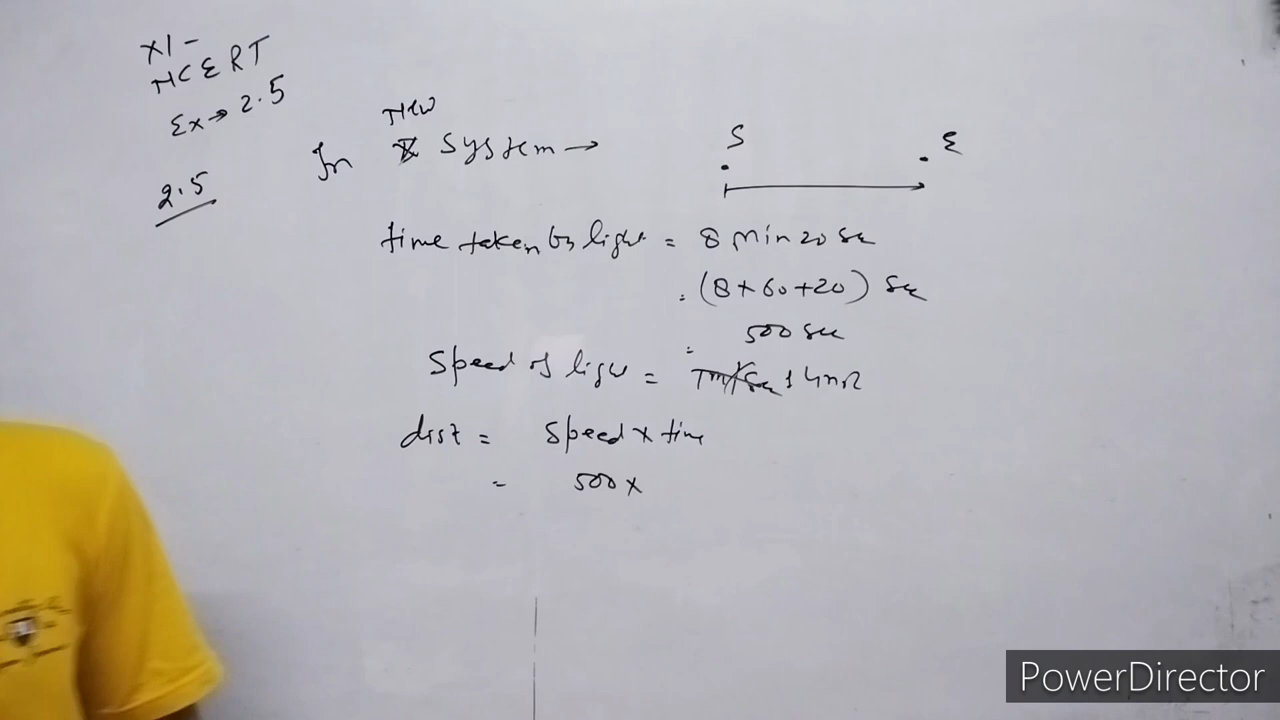 XI -
NCERT
Ex → 2.5
2.5
New
In System →
S E
time taken by light = 8 min 20 sec
= (8 × 60 + 20) sec
= 500 sec
Speed of light = 1 unit
dist = Speed × time
= 500 ×
PowerDirector